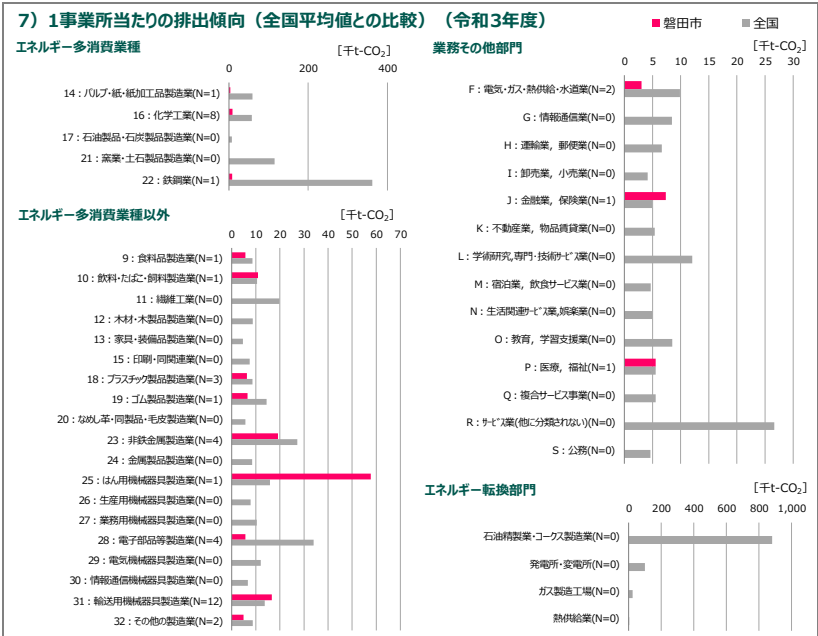 7）1事業所当たりの排出傾向（全国平均値との比較）（令和3年度）
磐田市 全国
エネルギー多消費業種
［千t-CO₂］
0 200 400
14：パルプ・紙・紙加工品製造業(N=1)
16：化学工業(N=8)
17：石油製品・石炭製品製造業(N=0)
21：窯業・土石製品製造業(N=0)
22：鉄鋼業(N=1)
エネルギー多消費業種以外
［千t-CO₂］
0 10 20 30 40 50 60 70
9：食料品製造業(N=1)
10：飲料・たばこ・飼料製造業(N=1)
11：繊維工業(N=0)
12：木材・木製品製造業(N=0)
13：家具・装備品製造業(N=0)
15：印刷・同関連業(N=0)
18：プラスチック製品製造業(N=3)
19：ゴム製品製造業(N=1)
20：なめし革・同製品・毛皮製造業(N=0)
23：非鉄金属製造業(N=4)
24：金属製品製造業(N=0)
25：はん用機械器具製造業(N=1)
26：生産用機械器具製造業(N=0)
27：業務用機械器具製造業(N=0)
28：電子部品等製造業(N=4)
29：電気機械器具製造業(N=0)
30：情報通信機械器具製造業(N=0)
31：輸送用機械器具製造業(N=12)
32：その他の製造業(N=2)
業務その他部門
［千t-CO₂］
0 5 10 15 20 25 30
F：電気・ガス・熱供給・水道業(N=2)
G：情報通信業(N=0)
H：運輸業，郵便業(N=0)
I：卸売業，小売業(N=0)
J：金融業，保険業(N=1)
K：不動産業，物品賃貸業(N=0)
L：学術研究,専門・技術ｻｰﾋﾞｽ業(N=0)
M：宿泊業，飲食サービス業(N=0)
N：生活関連ｻｰﾋﾞｽ業,娯楽業(N=0)
O：教育，学習支援業(N=0)
P：医療，福祉(N=1)
Q：複合サービス事業(N=0)
R：ｻｰﾋﾞｽ業(他に分類されない)(N=0)
S：公務(N=0)
エネルギー転換部門
［千t-CO₂］
0 200 400 600 800 1,000
石油精製業・コークス製造業(N=0)
発電所・変電所(N=0)
ガス製造工場(N=0)
熱供給業(N=0)